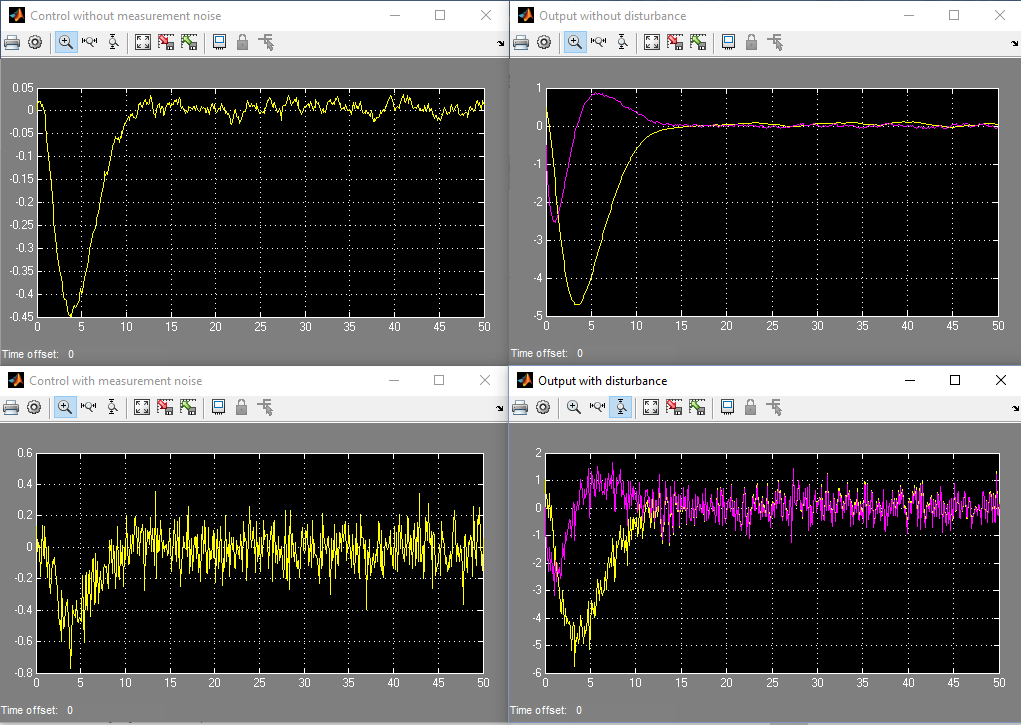 Control without measurement noise
0.05
0
-0.05
-0.1
-0.15
-0.2
-0.25
-0.3
-0.35
-0.4
-0.45
0 5 10 15 20 25 30 35 40 45 50
Time offset: 0
Output without disturbance
1
0
-1
-2
-3
-4
-5
0 5 10 15 20 25 30 35 40 45 50
Time offset: 0
Control with measurement noise
0.6
0.4
0.2
0
-0.2
-0.4
-0.6
-0.8
0 5 10 15 20 25 30 35 40 45 50
Time offset: 0
Output with disturbance
2
1
0
-1
-2
-3
-4
-5
-6
0 5 10 15 20 25 30 35 40 45 50
Time offset: 0